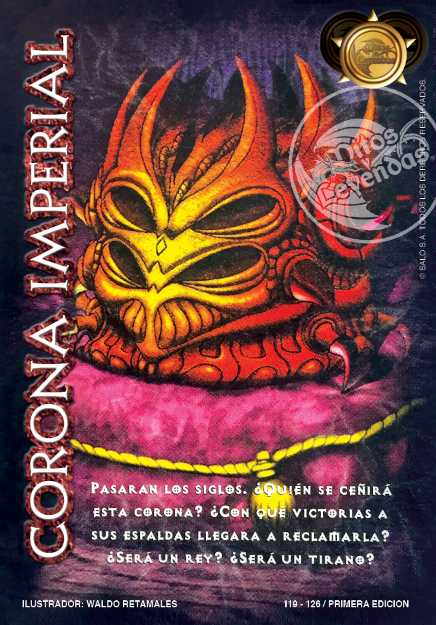 CORONA IMPERIAL
Mitos
y
Leyendas
© SALO S.A. TODOS LOS DERECHOS RESERVADOS.
PASARAN LOS SIGLOS. ¿QUIÉN SE CEÑIRÁ
ESTA CORONA? ¿CON QUÉ VICTORIAS A
SUS ESPALDAS LLEGARA A RECLAMARLA?
¿SERÁ UN REY? ¿SERÁ UN TIRANO?
ILUSTRADOR: WALDO RETAMALES
119 - 126 / PRIMERA EDICION